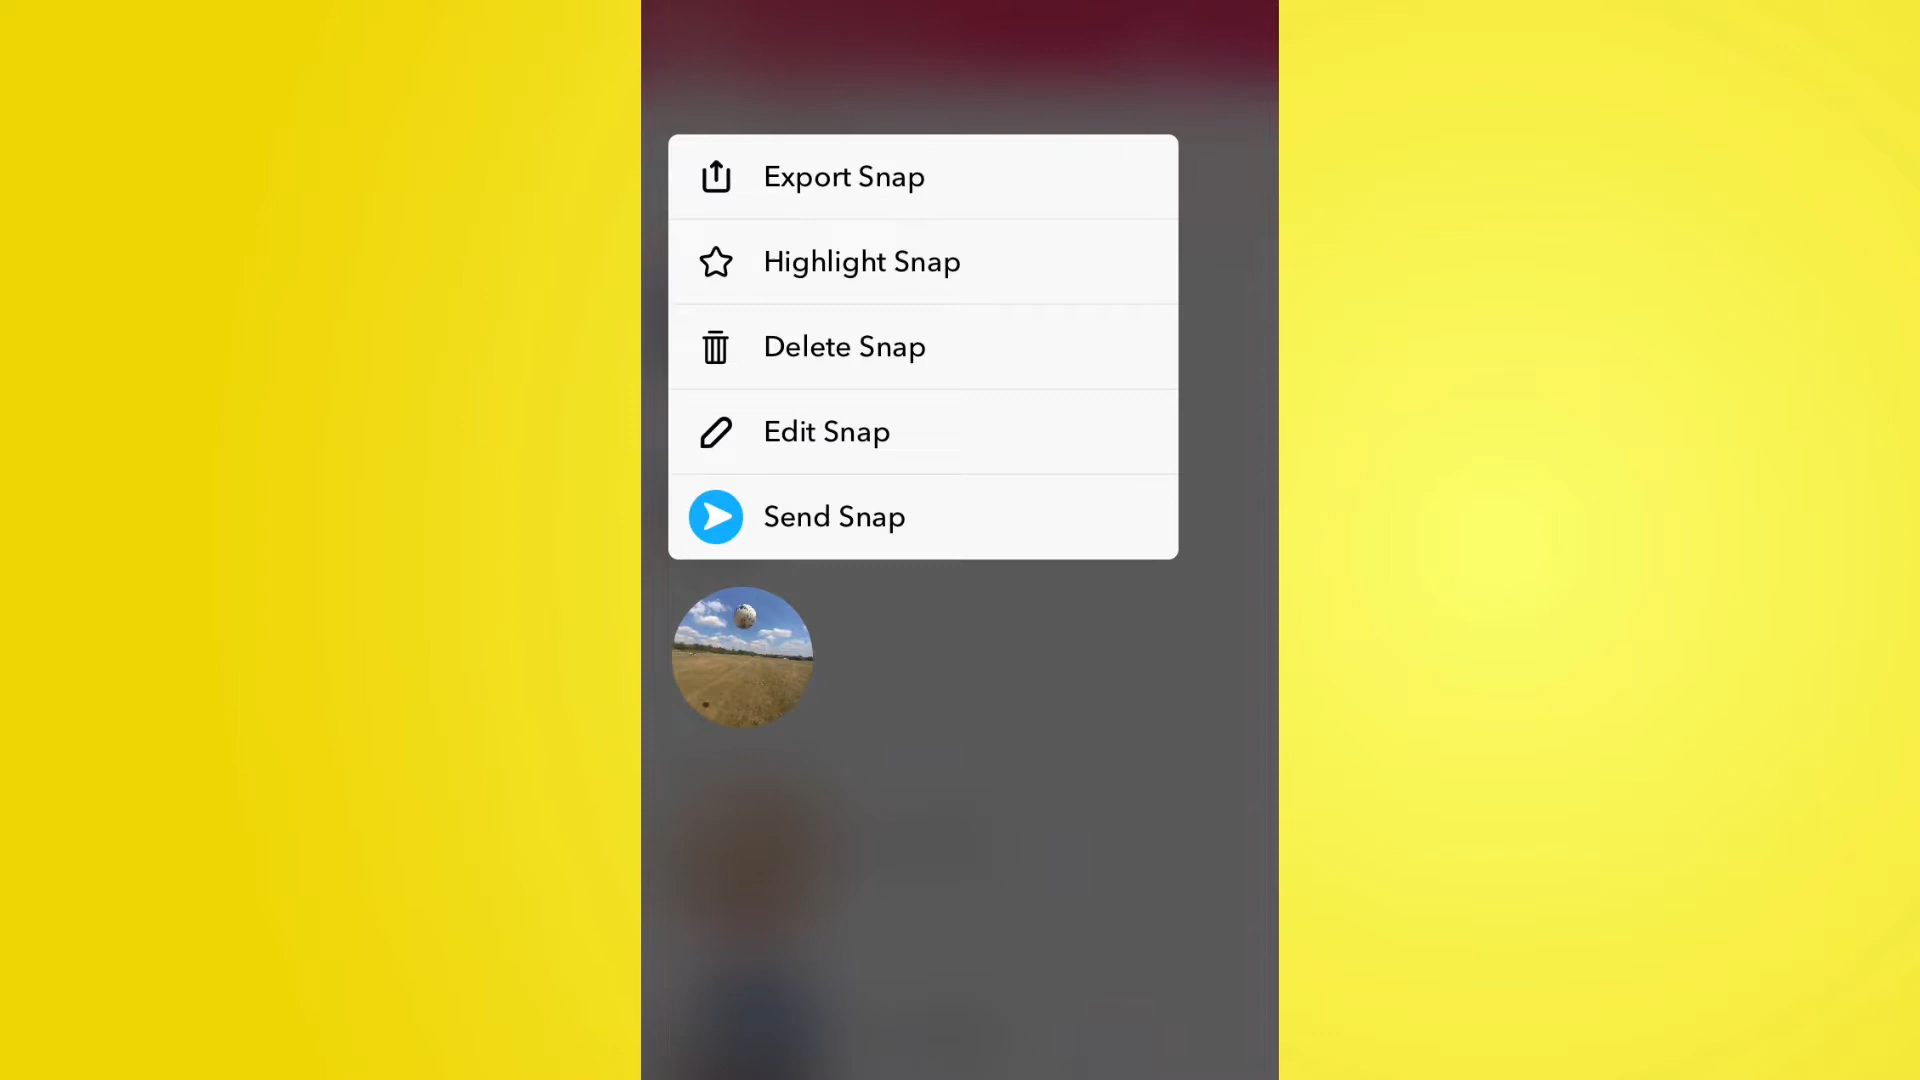 Export Snap
Highlight Snap
Delete Snap
Edit Snap
Send Snap